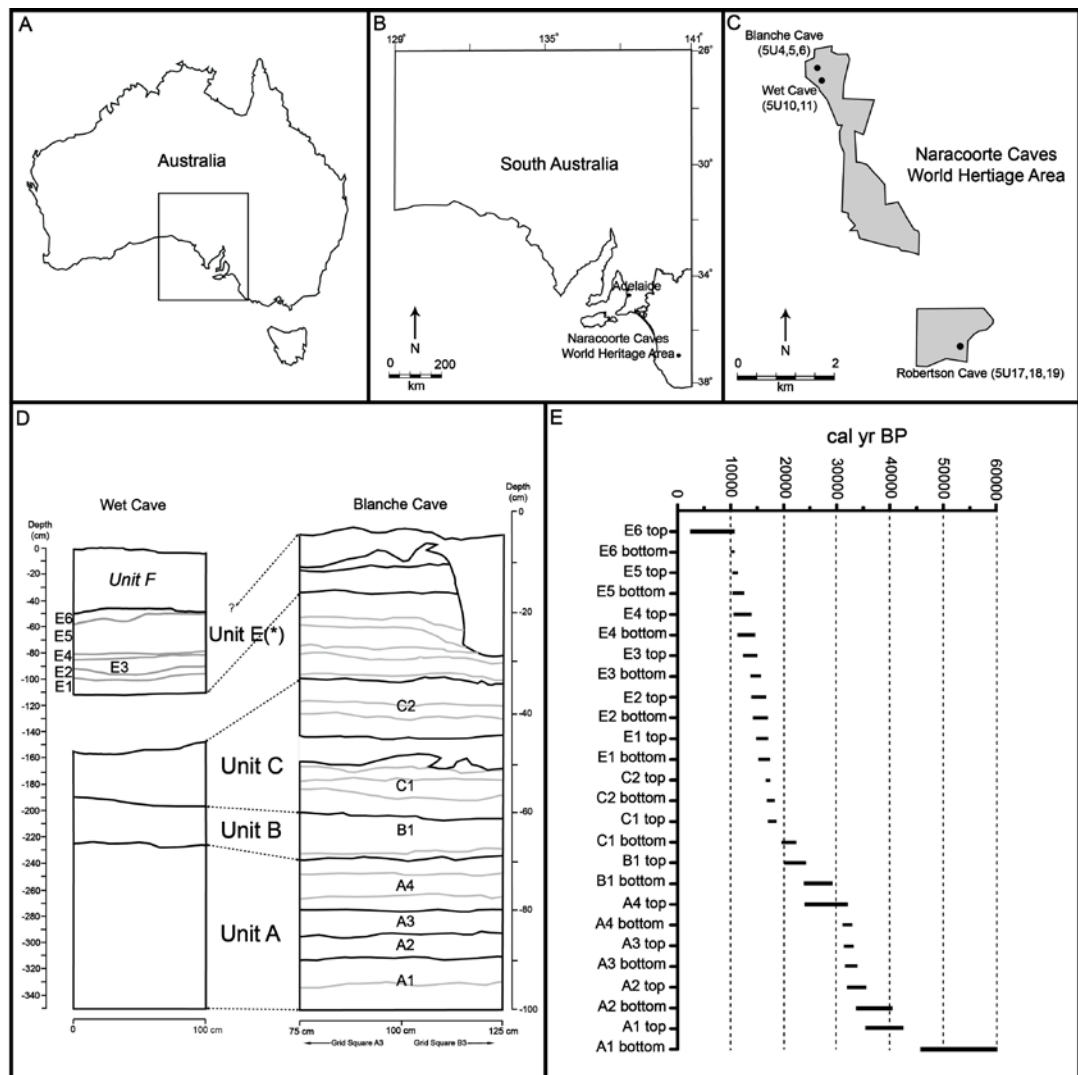 A
Australia
B
129°
135°
141°
26°
30°
34°
38°
South Australia
Adelaide
Naracoorte Caves
World Heritage Area
N
0
200
km
C
Blanche Cave
(5U4,5,6)
Wet Cave
(5U10,11)
Naracoorte Caves
World Hertiage Area
N
0
2
km
Robertson Cave (5U17,18,19)
D
Wet Cave
Blanche Cave
Depth
(cm)
0
-20
-40
-60
-80
-100
-120
-140
-160
-180
-200
-220
-240
-260
-280
-300
-320
-340
Unit F
E6
E5
E4
E3
E2
E1
0
100 cm
?
Unit E(*)
Unit C
Unit B
Unit A
C2
C1
B1
A4
A3
A2
A1
Depth
(cm)
0
-20
-40
-60
-80
-100
75 cm
100 cm
125 cm
Grid Square A3
Grid Square B3
E
cal yr BP
0
10000
20000
30000
40000
50000
60000
E6 top
E6 bottom
E5 top
E5 bottom
E4 top
E4 bottom
E3 top
E3 bottom
E2 top
E2 bottom
E1 top
E1 bottom
C2 top
C2 bottom
C1 top
C1 bottom
B1 top
B1 bottom
A4 top
A4 bottom
A3 top
A3 bottom
A2 top
A2 bottom
A1 top
A1 bottom